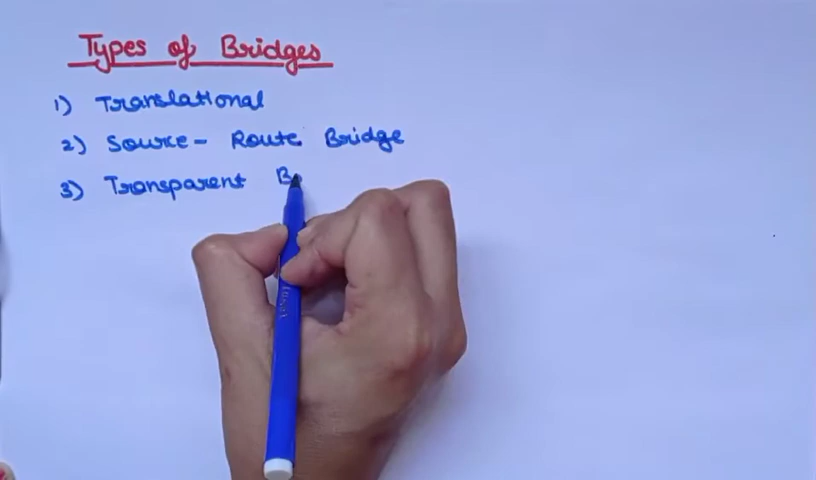 Types of Bridges
1) Translational
2) Source- Route Bridge
3) Transparent B